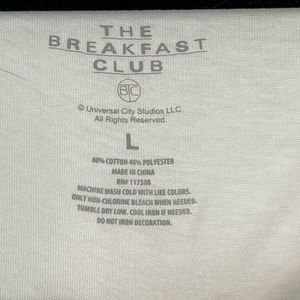 THE
BREAKFAST
CLUB
BTC
© Universal City Studios LLC.
All Rights Reserved.
L
60% COTTON 40% POLYESTER
MADE IN CHINA
RN# 117508
MACHINE WASH COLD WITH LIKE COLORS.
ONLY NON-CHLORINE BLEACH WHEN NEEDED.
TUMBLE DRY LOW. COOL IRON IF NEEDED.
DO NOT IRON DECORATION.